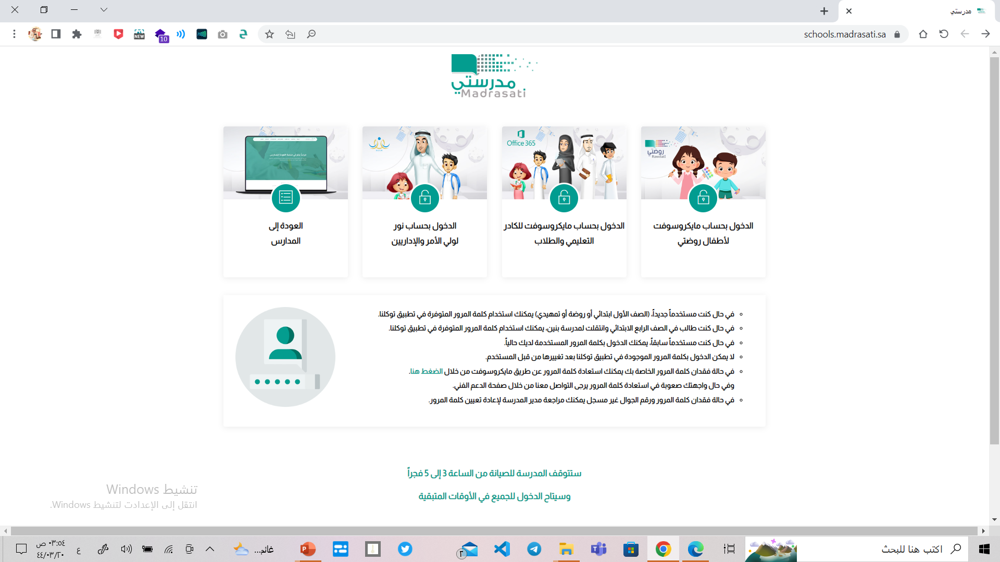 مدرستي
schools.madrasati.sa
10
NEW
مدرستي
Madrasati
روضتي
Rawdati
الدخول بحساب مايكروسوفت
لأطفال روضتي
Office 365
الدخول بحساب مايكروسوفت للكادر
التعليمي والطلاب
الدخول بحساب نور
لولي الأمر والإداريين
العودة إلى
المدارس
في حال كنت مستخدماً جديداً، (الصف الأول ابتدائي أو روضة أو تمهيدي) يمكنك استخدام كلمة المرور المتوفرة في تطبيق توكلنا.
في حال كنت طالب في الصف الرابع الابتدائي وانتقلت لمدرسة بنين، يمكنك استخدام كلمة المرور المتوفرة في تطبيق توكلنا.
في حال كنت مستخدماً سابقاً، يمكنك الدخول بكلمة المرور المستخدمة لديك حالياً.
لا يمكن الدخول بكلمة المرور الموجودة في تطبيق توكلنا بعد تغييرها من قبل المستخدم.
في حالة فقدان كلمة المرور الخاصة بك يمكنك استعادة كلمة المرور عن طريق مايكروسوفت من خلال الضغط هنا.
وفي حال واجهتك صعوبة في استعادة كلمة المرور يرجى التواصل معنا من خلال صفحة الدعم الفني.
في حالة فقدان كلمة المرور ورقم الجوال غير مسجل يمكنك مراجعة مدير المدرسة لإعادة تعيين كلمة المرور.
ستتوقف المدرسة للصيانة من الساعة 3 إلى 5 فجراً
وسيتاح الدخول للجميع في الأوقات المتبقية
تنشيط Windows
انتقل إلى الإعدادت لتنشيط Windows.
اكتب هنا للبحث
٢
غائم...
ع
٠٣:٥٤ ص
٤٤/٠٣/٢٠